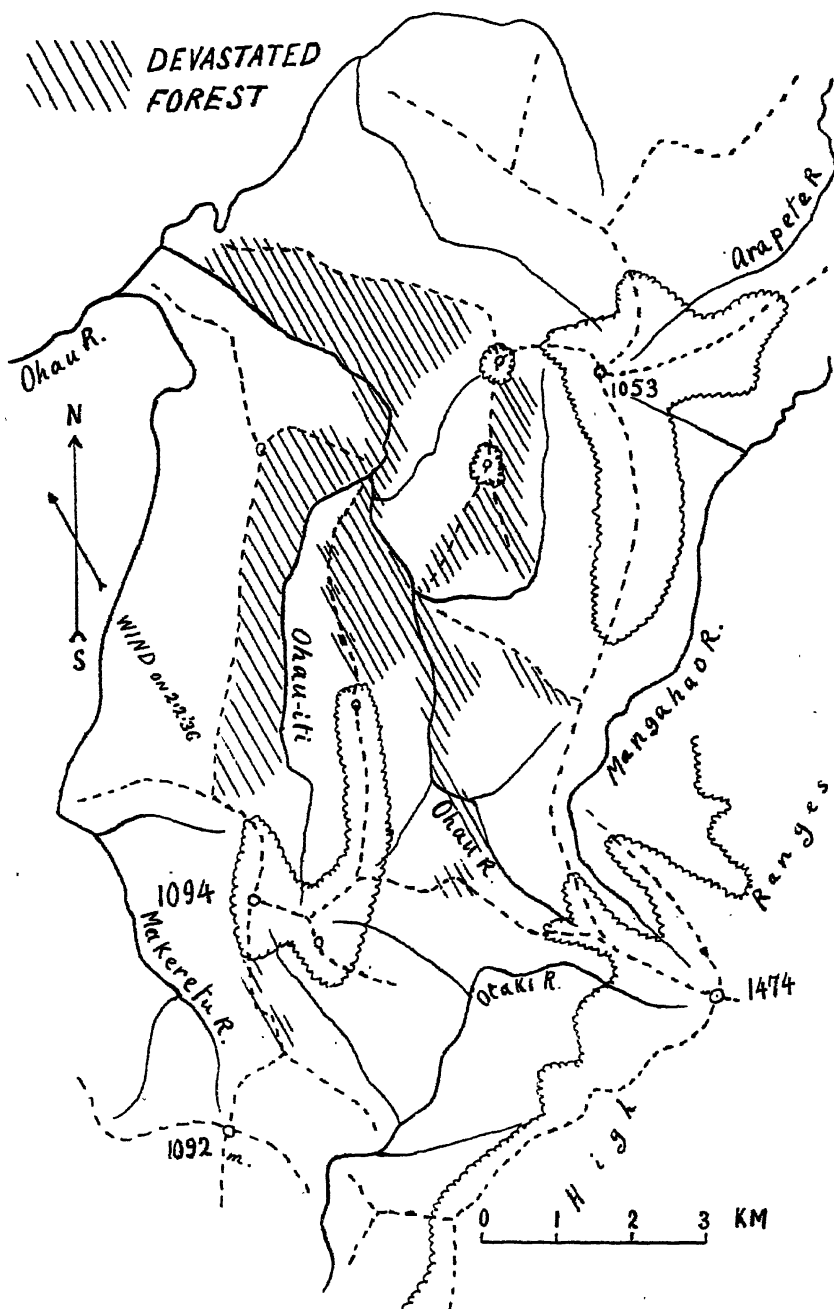 DEVASTATED
FOREST
Arapete R
Ohau R.
1053
N
S
WIND on 2·2·'36
Ohau-iti
Mangahao R.
Ohau R.
Ranges
1094
Makeretu R.
Otaki R.
1474
1092 m.
High
0 1 2 3 KM